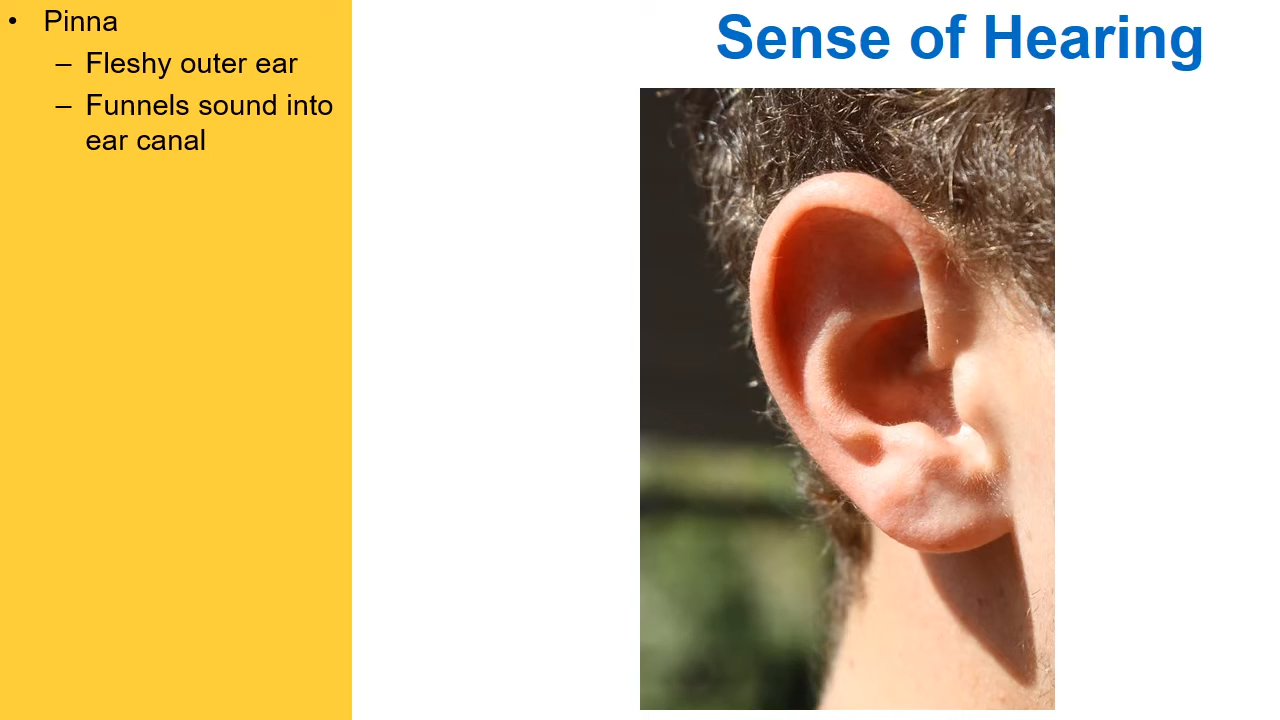 Sense of Hearing
• Pinna
– Fleshy outer ear
– Funnels sound into
ear canal